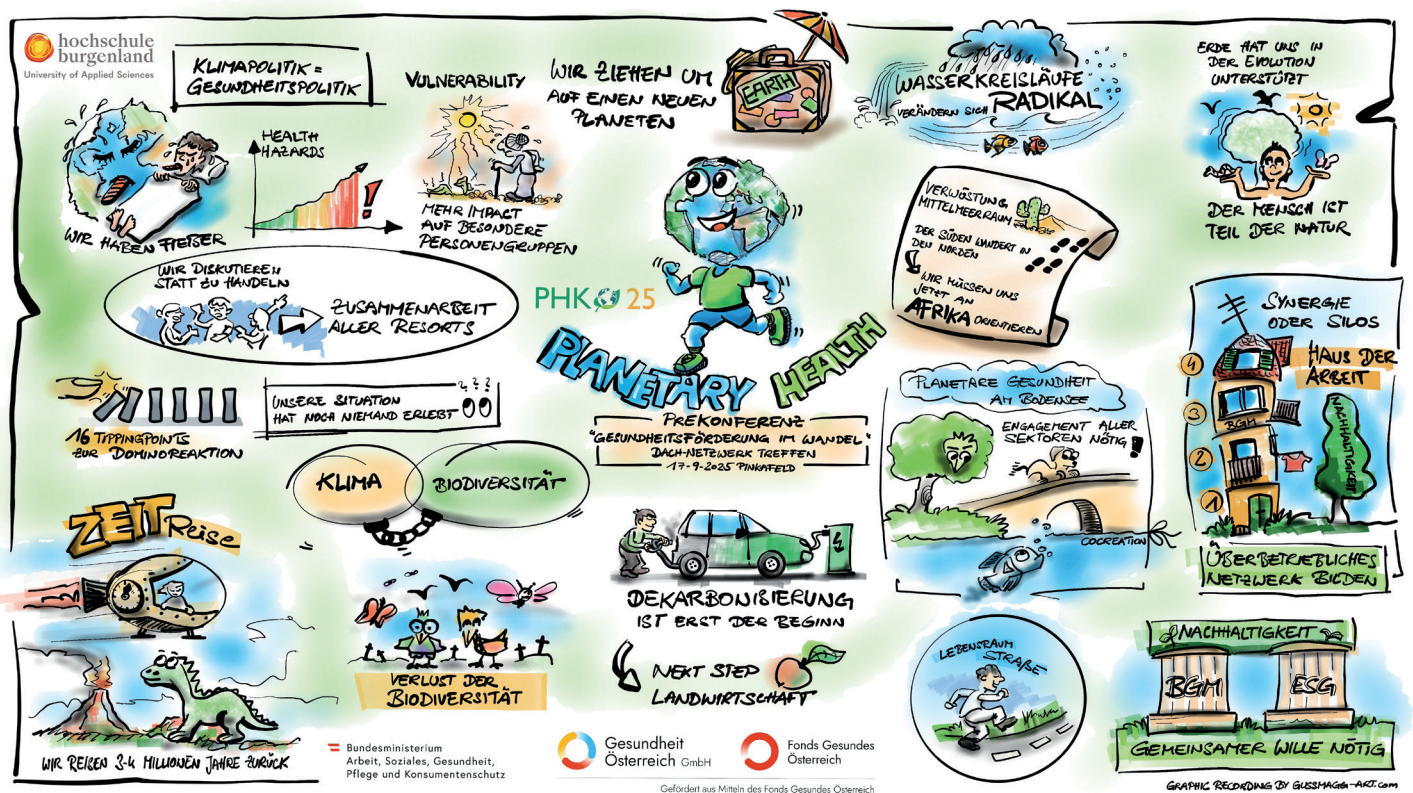 hochschule
burgenland
University of Applied Sciences
KLIMAPOLITIK =
GESUNDHEITSPOLITIK
WIR HABEN FIEBER
HEALTH
HAZARDS
!
VULNERABILITY
MEHR IMPACT
AUF BESONDERE
PERSONENGRUPPEN
WIR ZIEHEN UM
AUF EINEN NEUEN
PLANETEN
EARTH
WASSERKREISLÄUFE
VERÄNDERN SICH RADIKAL
ERDE HAT UNS IN
DER EVOLUTION
UNTERSTÜTZT
DER MENSCH IST
TEIL DER NATUR
WIR DISKUTIEREN
STATT ZU HANDELN
ZUSAMMENARBEIT
ALLER RESORTS
PHKO 25
PLANETARY HEALTH
PREKONFERENZ
"GESUNDHEITSFÖRDERUNG IM WANDEL"
DACH-NETZWERK TREFFEN
17-9-2025 PINKAFELD
VERWÜSTUNG
MITTELMEERRAUM
DER SÜDEN WANDERT IN
DEN NORDEN
WIR MÜSSEN UNS
JETZT AN
AFRIKA ORIENTIEREN
SYNERGIE
ODER SILOS
HAUS DER
ARBEIT
4
3
BGM
2
1
NACHHALTIGKEIT
ÜBERBETRIEBLICHES
NETZWERK BILDEN
16 TIPPINGPOINTS
ZUR DOMINOREAKTION
? ? ?
UNSERE SITUATION
HAT NOCH NIEMAND ERLEBT
KLIMA
BIODIVERSITÄT
PLANETARE GESUNDHEIT
AM BODENSEE
ENGAGEMENT ALLER
SEKTOREN NÖTIG !
COCREATION
ZEIT Reise
WIR REISEN 3-4 MILLIONEN JAHRE ZURÜCK
VERLUST DER
BIODIVERSITÄT
DEKARBONISIERUNG
IST ERST DER BEGINN
NEXT STEP
LANDWIRTSCHAFT
LEBENSRAUM
STRAßE
NACHHALTIGKEIT
BGM
ESG
GEMEINSAMER WILLE NÖTIG
Bundesministerium
Arbeit, Soziales, Gesundheit,
Pflege und Konsumentenschutz
Gesundheit
Österreich GmbH
Fonds Gesundes
Österreich
Gefördert aus Mitteln des Fonds Gesundes Österreich
GRAPHIC RECORDING BY GUSSMAGG-ART.com